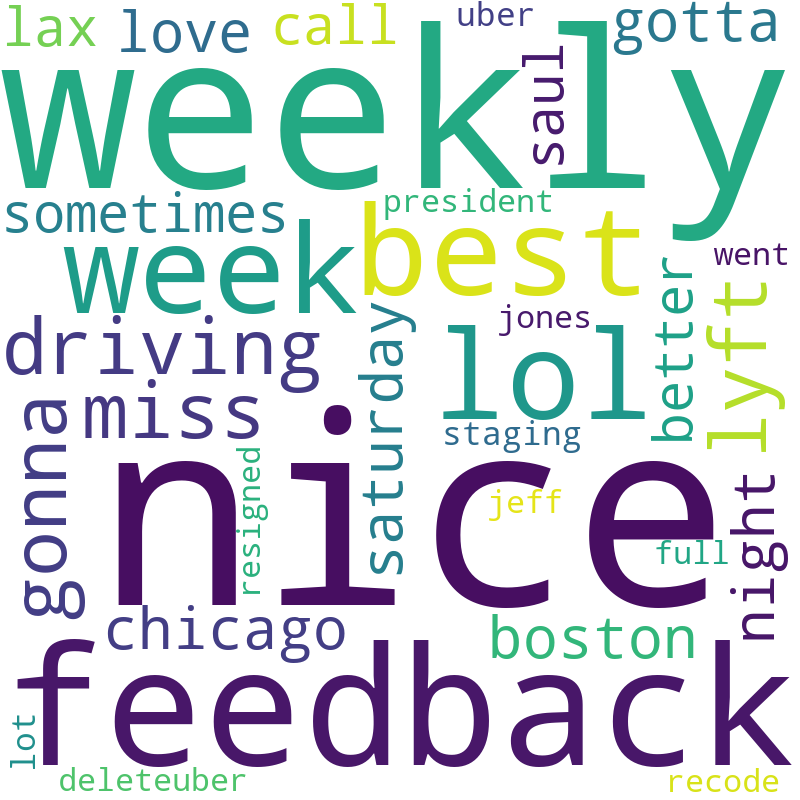 lax love call uber gotta
weekly
saul
sometimes president
week best went
driving jones better lyft
saturday lol
miss
gonna staging
nice
resigned jeff night
full
chicago boston
feedback
lot
deleteuber recode